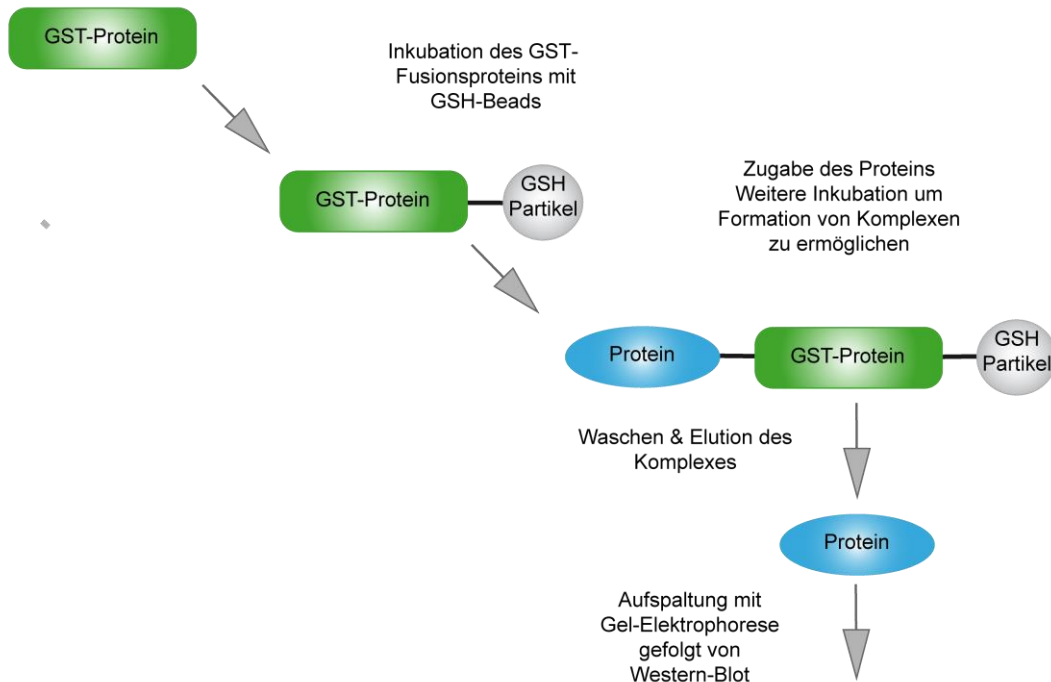 GST-Protein
Inkubation des GST-
Fusionsproteins mit
GSH-Beads
GST-Protein
GSH
Partikel
Zugabe des Proteins
Weitere Inkubation um
Formation von Komplexen
zu ermöglichen
Protein
GST-Protein
GSH
Partikel
Waschen & Elution des
Komplexes
Protein
Aufspaltung mit
Gel-Elektrophorese
gefolgt von
Western-Blot